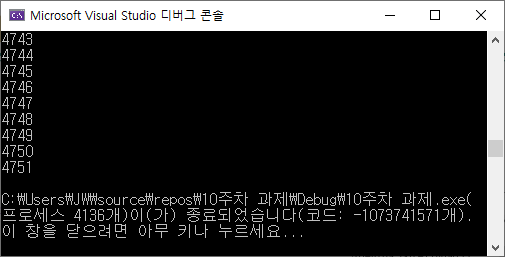 Microsoft Visual Studio 디버그 콘솔
4743
4744
4745
4746
4747
4748
4749
4750
4751
C:₩Users₩JW₩source₩repos₩10주차 과제₩Debug₩10주차 과제.exe(
프로세스 4136개)이(가) 종료되었습니다(코드: -1073741571개).
이 창을 닫으려면 아무 키나 누르세요...